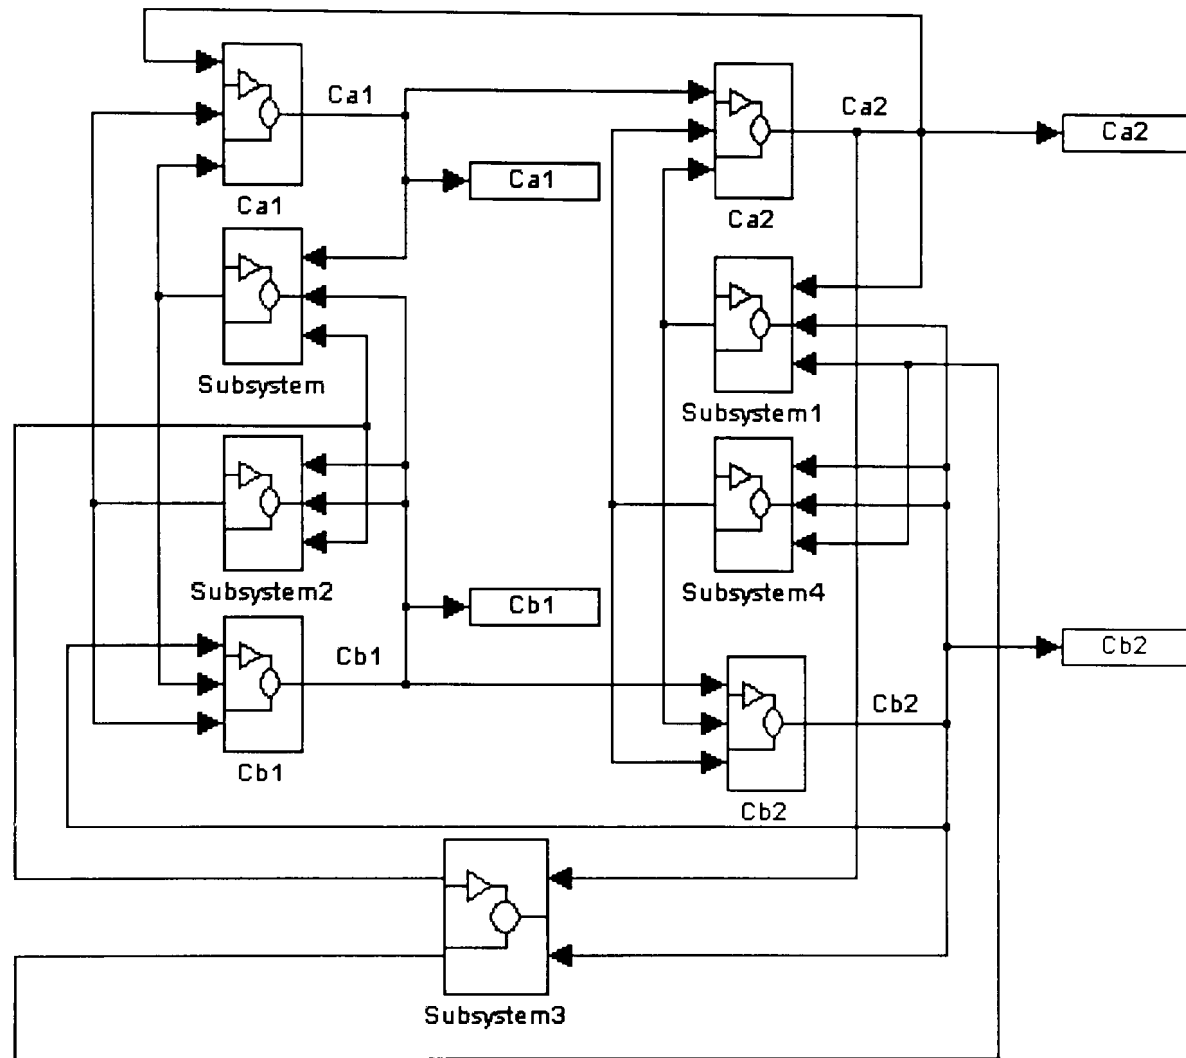 Ca1
Ca2
Ca2
Ca1
Ca1
Ca2
Subsystem
Subsystem1
Subsystem2
Subsystem4
Cb1
Cb1
Cb2
Cb2
Cb1
Cb2
Subsystem3